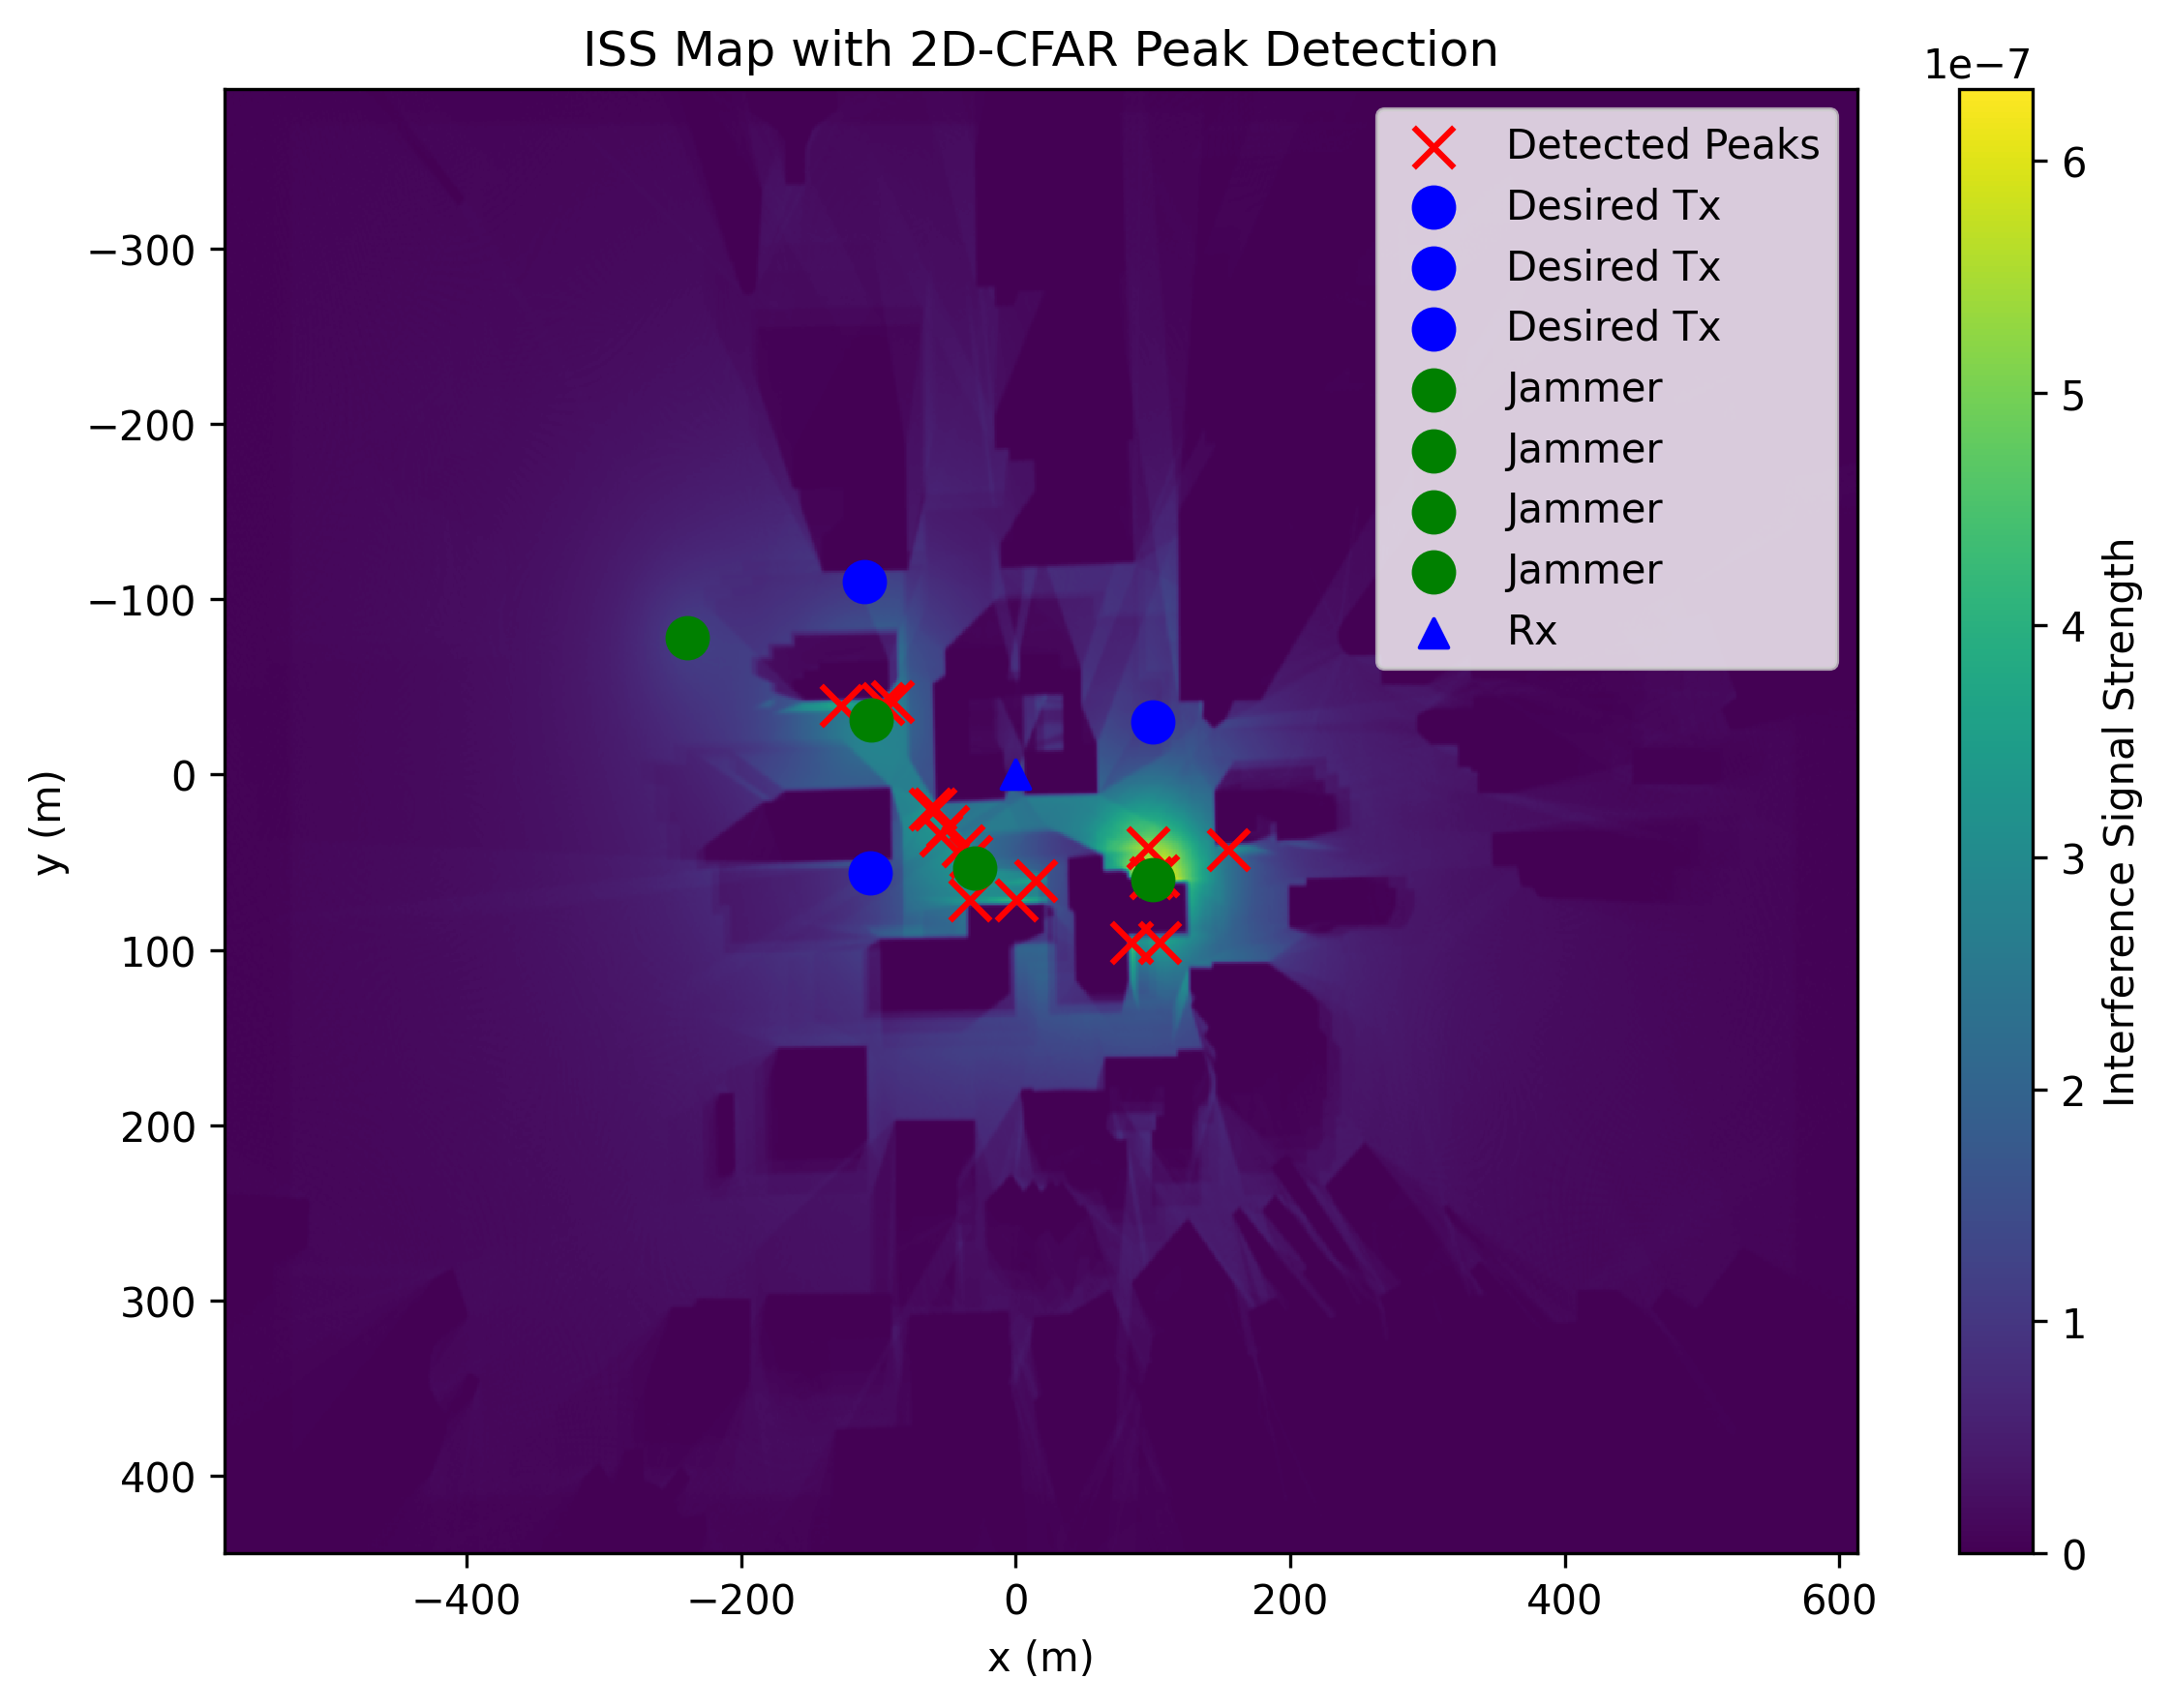 ISS Map with 2D-CFAR Peak Detection
1e−7
Detected Peaks
Desired Tx
Desired Tx
Desired Tx
Jammer
Jammer
Jammer
Jammer
Rx
−300
−200
−100
0
100
200
300
400
y (m)
−400
−200
0
200
400
600
x (m)
6
5
4
3
2
1
0
Interference Signal Strength